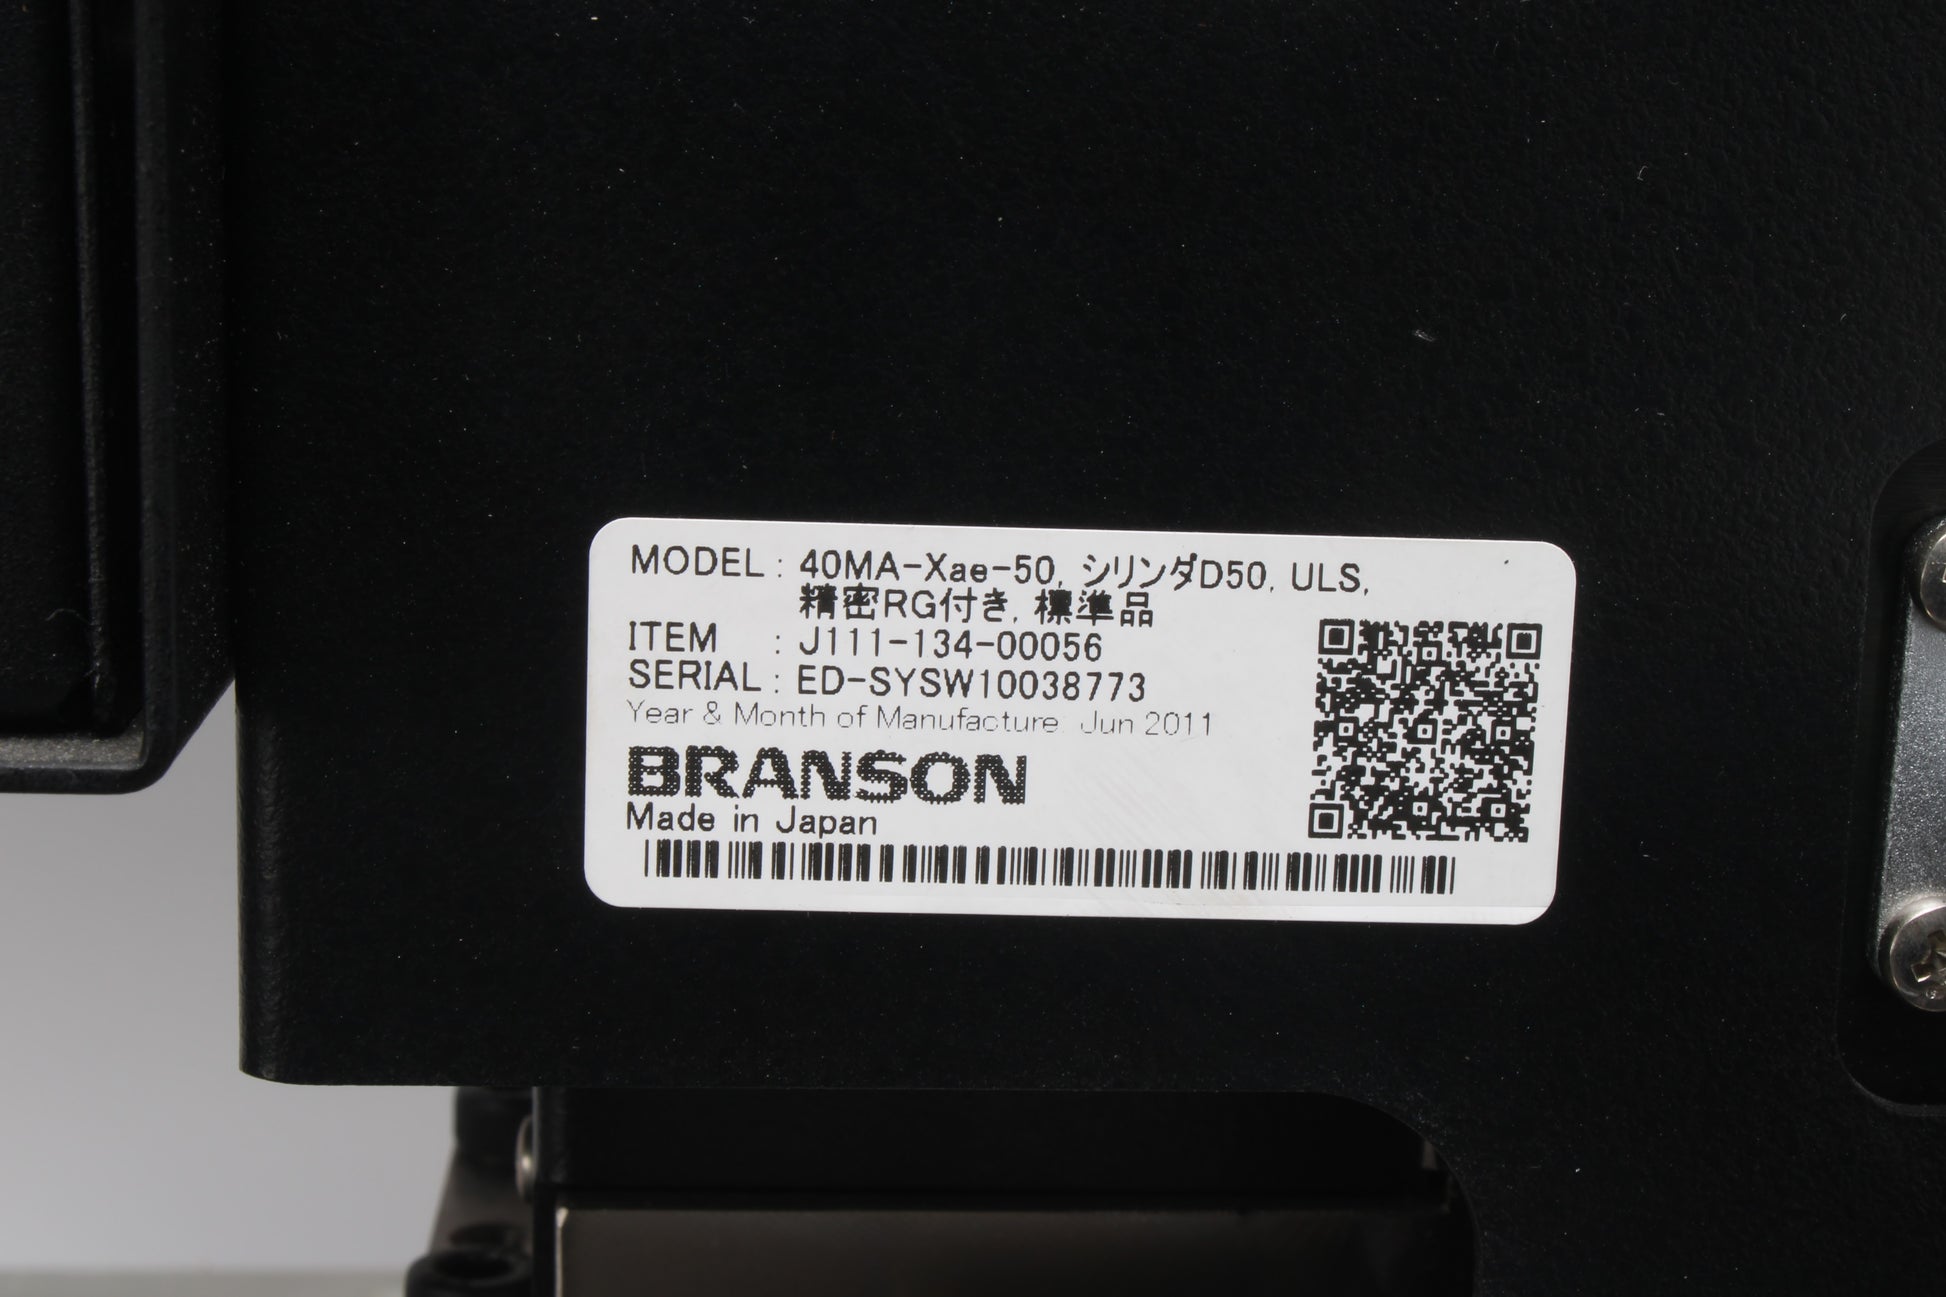 MODEL : 40MA-Xae-50, シリンダD50, ULS,
精密RG付き, 標準品
ITEM : J111-134-00056
SERIAL : ED-SYSW10038773
Year & Month of Manufacture: Jun 2011
BRANSON
Made in Japan